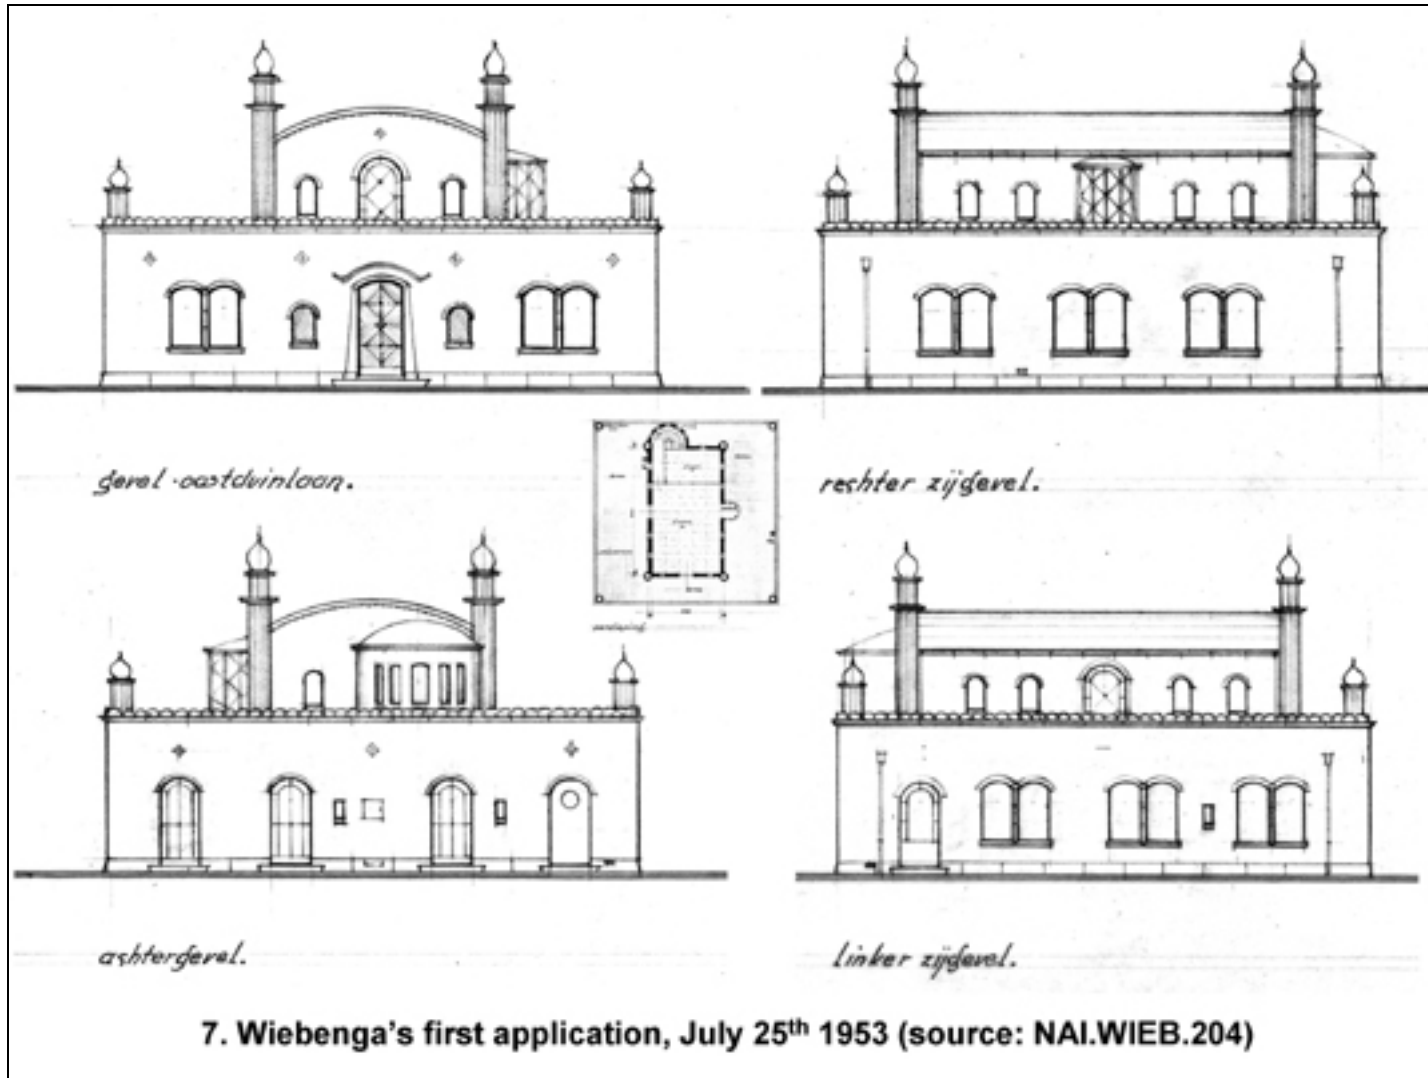 gevel-oostduinlaan.
rechter zijgevel.
achtergevel.
linker zijgevel.
7. Wiebenga's first application, July 25th 1953 (source: NAI.WIEB.204)